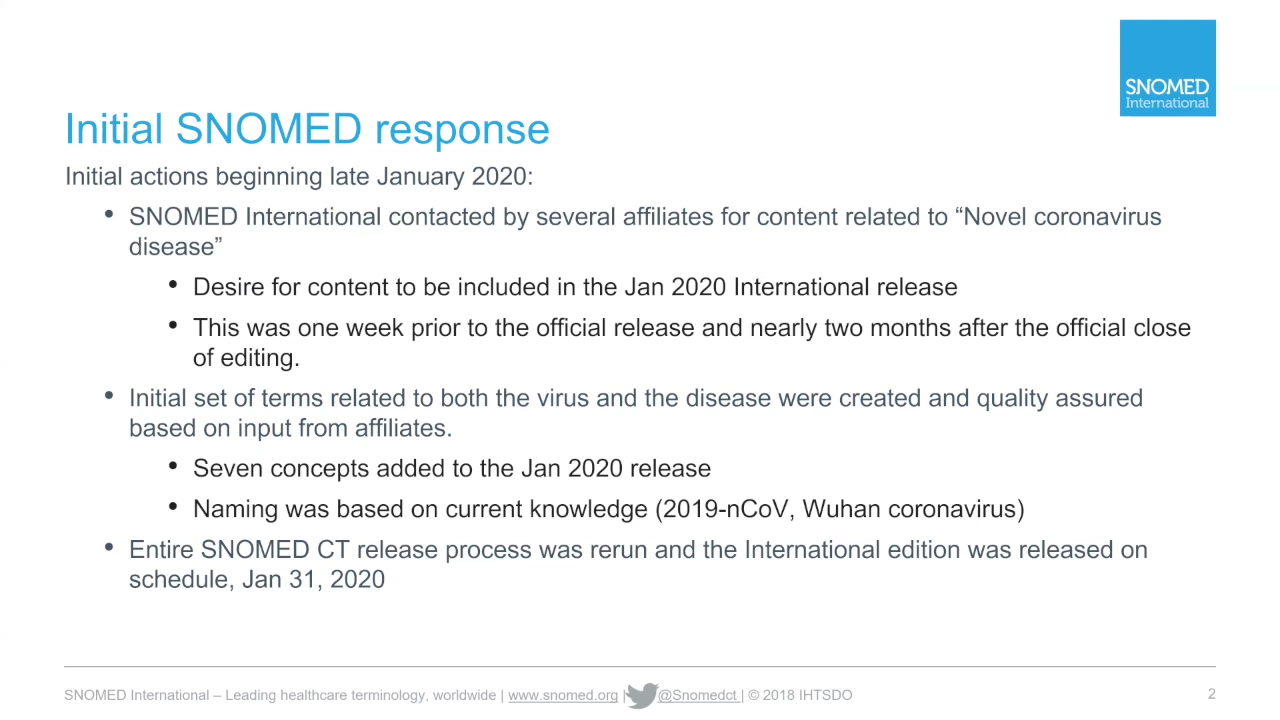 SNOMED
International
Initial SNOMED response
Initial actions beginning late January 2020:
• SNOMED International contacted by several affiliates for content related to “Novel coronavirus
disease”
• Desire for content to be included in the Jan 2020 International release
• This was one week prior to the official release and nearly two months after the official close
of editing.
• Initial set of terms related to both the virus and the disease were created and quality assured
based on input from affiliates.
• Seven concepts added to the Jan 2020 release
• Naming was based on current knowledge (2019-nCoV, Wuhan coronavirus)
• Entire SNOMED CT release process was rerun and the International edition was released on
schedule, Jan 31, 2020
SNOMED International – Leading healthcare terminology, worldwide | www.snomed.org | @Snomedct | © 2018 IHTSDO
2